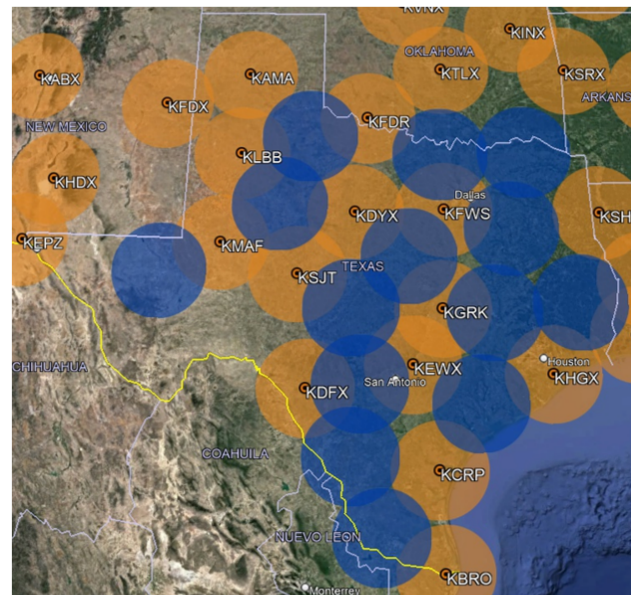 KVNX
KINX
OKLAHOMA
KABX
KAMA
KTLX
KSRX
KFDX
ARKANS
KFDR
NEW MEXICO
KLBB
KHDX
Dallas
KDYX
KFWS
KSH
KEPZ
KMAF
TEXAS
KSJT
KGRK
Houston
CHIHUAHUA
KEWX
KHGX
San Antonio
KDFX
COAHUILA
KCRP
NUEVO LEON
KBRO
Monterrey